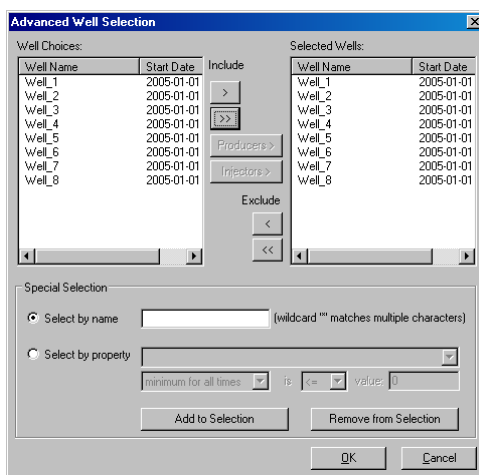 Advanced Well Selection
Well Choices:
Well Name Start Date
Well_1 2005-01-01
Well_2 2005-01-01
Well_3 2005-01-01
Well_4 2005-01-01
Well_5 2005-01-01
Well_6 2005-01-01
Well_7 2005-01-01
Well_8 2005-01-01
Include
>
>>
Producers >
Injectors >
Exclude
<
<<
Selected Wells:
Well Name Start Date
Well_1 2005-01-01
Well_2 2005-01-01
Well_3 2005-01-01
Well_4 2005-01-01
Well_5 2005-01-01
Well_6 2005-01-01
Well_7 2005-01-01
Well_8 2005-01-01
Special Selection
Select by name (wildcard "*" matches multiple characters)
Select by property
minimum for all times is <= value: 0
Add to Selection Remove from Selection
OK Cancel